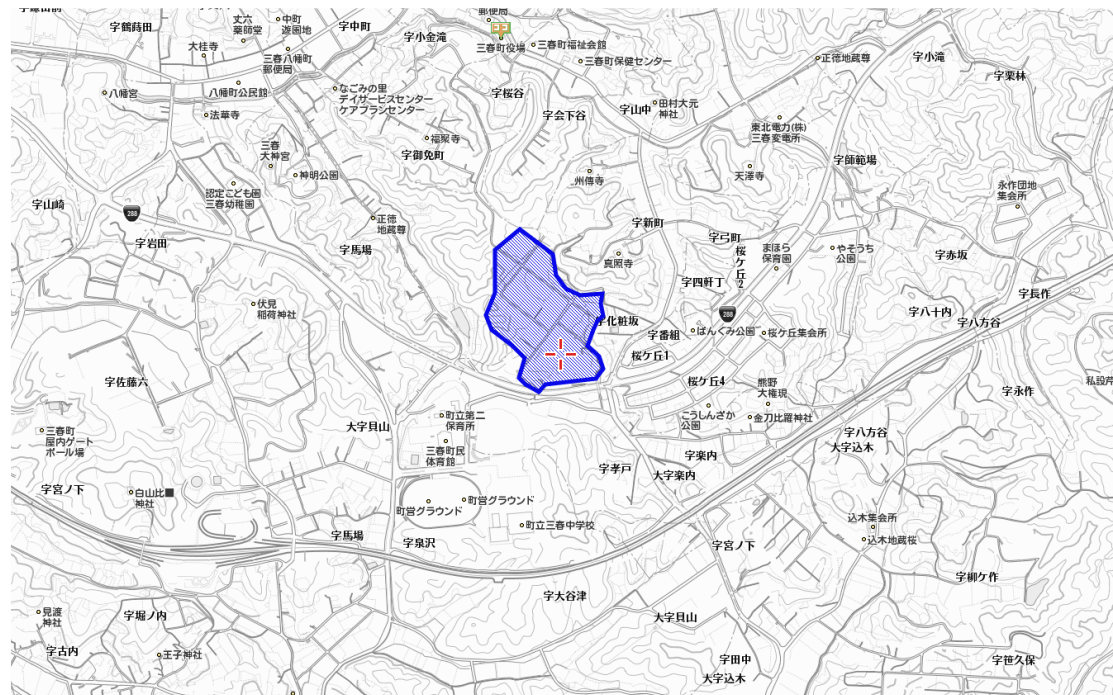 字鶴蒔田
丈六
薬師堂
中町
遊園地
字中町
郵便局
字小金滝
三春町役場
三春町福祉会館
三春町保健センター
正徳地蔵尊
字小滝
字栗林
大桂寺
三春八幡町
郵便局
八幡宮
八幡町公民館
法華寺
なごみの里
デイサービスセンター
ケアプランセンター
字桜谷
字会下谷
字山中
田村大元
神社
東北電力(株)
三春変電所
福聚寺
字御免町
三春
大神宮
神明公園
州傳寺
天澤寺
字師範場
永作団地
集会所
認定こども園
三春幼稚園
字山崎
288
字岩田
正徳
地蔵尊
字馬場
字新町
字弓町
真照寺
桜ケ丘2
まほら
保育園
やそうち
公園
字赤坂
字四軒丁
字長作
伏見
稲荷神社
字化粧坂
字番組
288
ばんくみ公園
桜ケ丘集会所
字八十内
字八方谷
桜ケ丘1
字佐藤六
桜ケ丘4
熊野
大権現
字永作
私設芹
こうしんざか
公園
金刀比羅神社
町立第二
保育所
大字貝山
三春町
屋内ゲート
ボール場
三春町民
体育館
字八方谷
大字込木
字楽内
字孝戸
大字楽内
字宮ノ下
白山比■
神社
町営グラウンド
町営グラウンド
町立三春中学校
込木集会所
込木地蔵桜
字馬場
字泉沢
字宮ノ下
字柳ケ作
字大谷津
見渡
神社
字堀ノ内
大字貝山
字古内
王子神社
字田中
大字込木
字笹久保